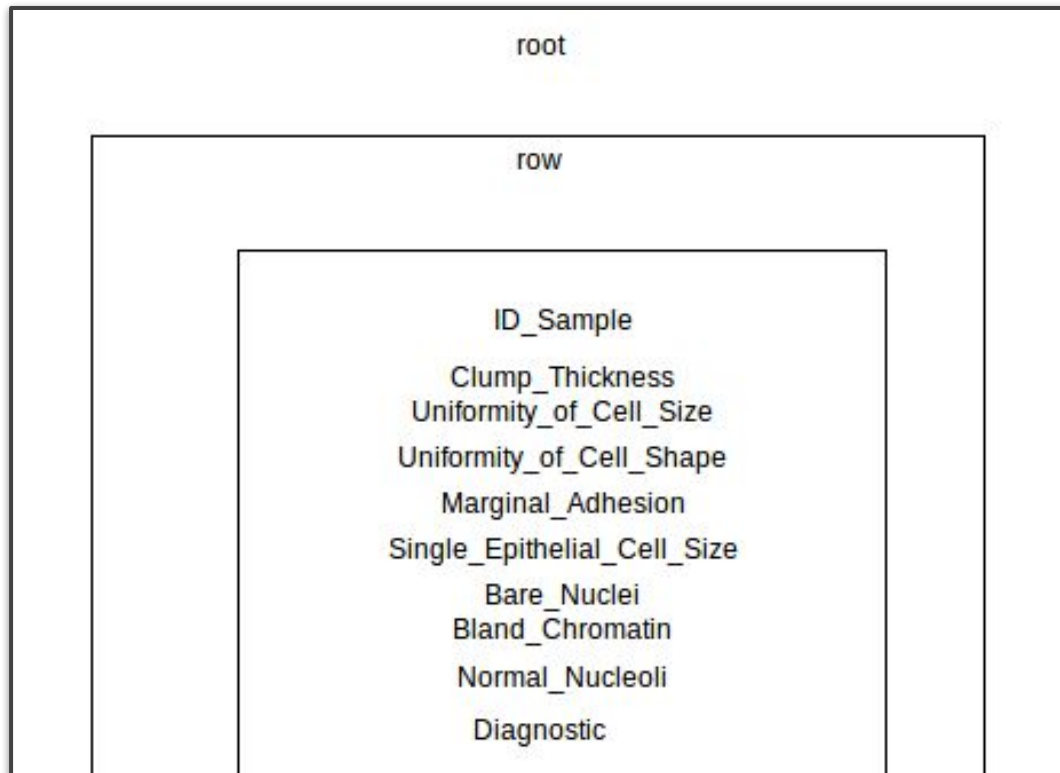 root
row
ID_Sample
Clump_Thickness
Uniformity_of_Cell_Size
Uniformity_of_Cell_Shape
Marginal_Adhesion
Single_Epithelial_Cell_Size
Bare_Nuclei
Bland_Chromatin
Normal_Nucleoli
Diagnostic